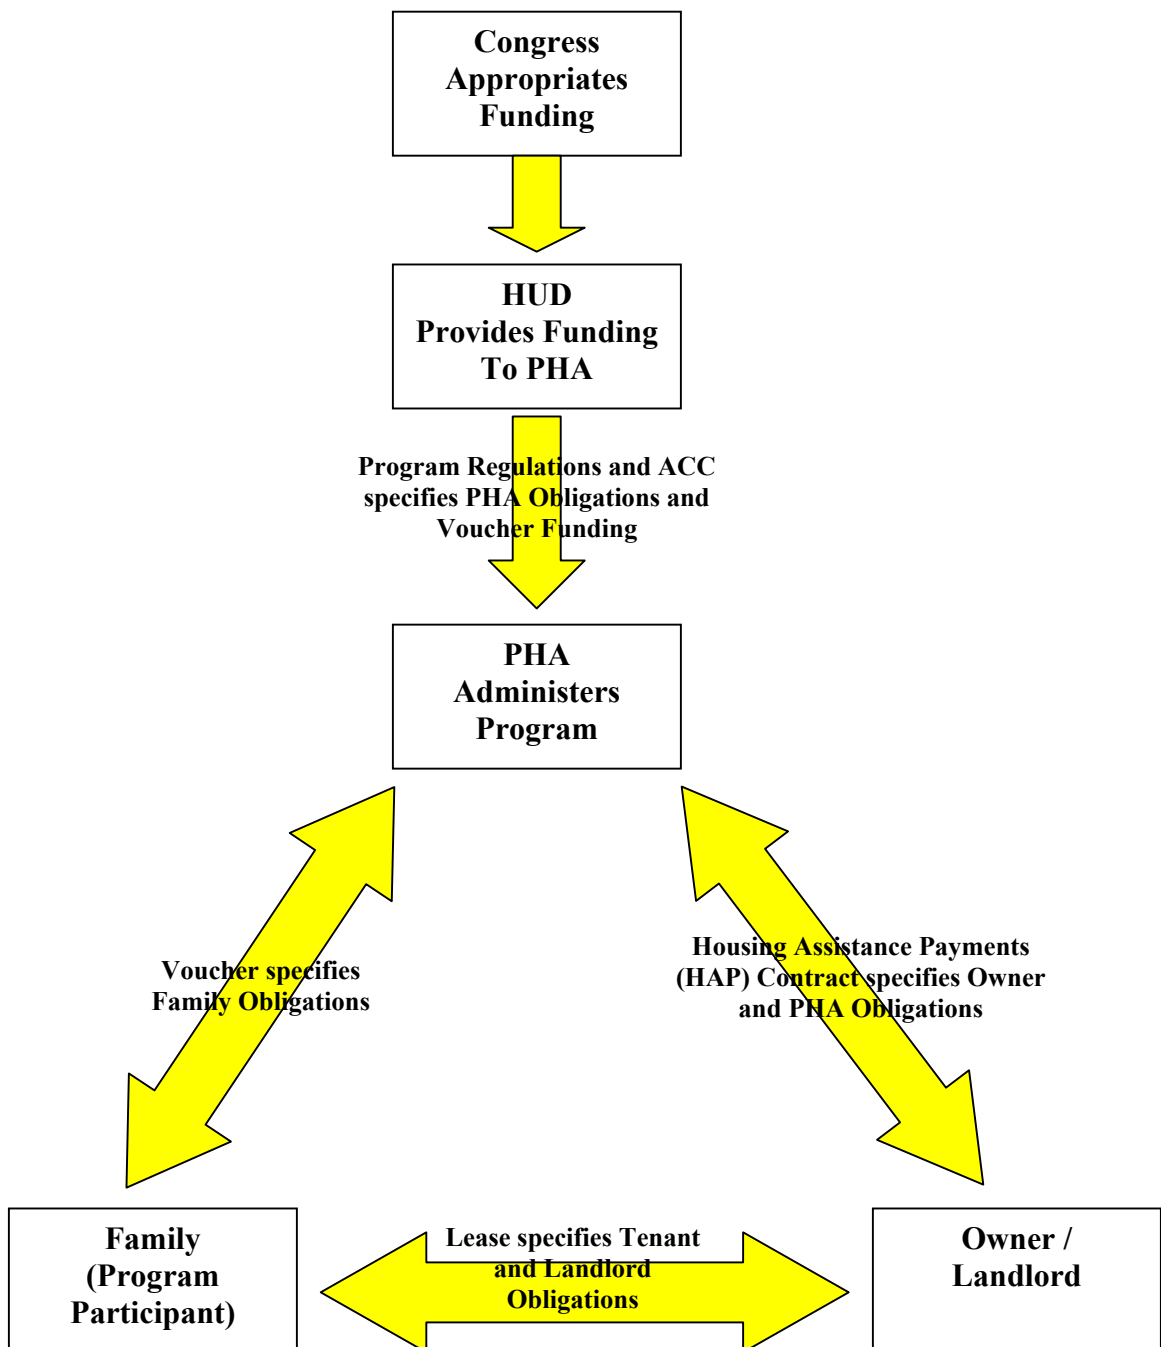 Congress
Appropriates
Funding
HUD
Provides Funding
To PHA
Program Regulations and ACC
specifies PHA Obligations and
Voucher Funding
PHA
Administers
Program
Voucher specifies
Family Obligations
Housing Assistance Payments
(HAP) Contract specifies Owner
and PHA Obligations
Family
(Program
Participant)
Lease specifies Tenant
and Landlord
Obligations
Owner /
Landlord